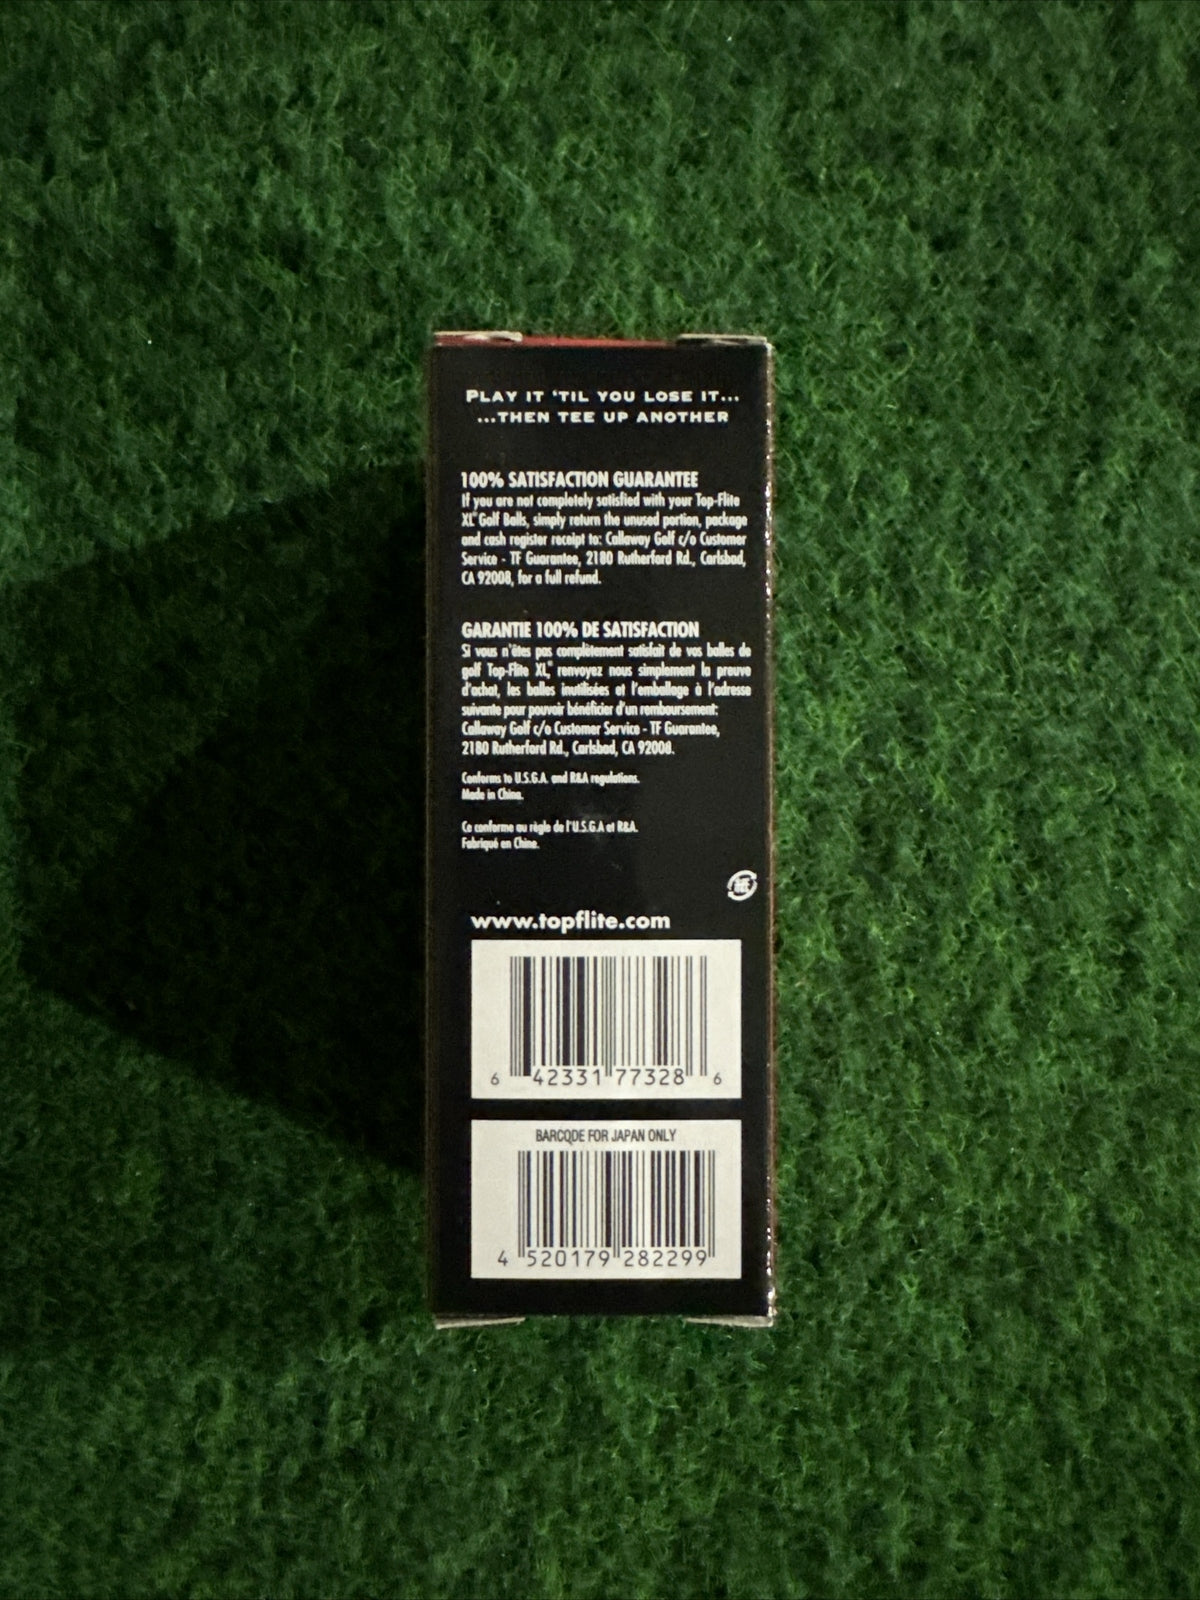 PLAY IT 'TIL YOU LOSE IT...
...THEN TEE UP ANOTHER
100% SATISFACTION GUARANTEE
If you are not completely satisfied with your Top-Flite
XL® Golf Balls, simply return the unused portion, package
and cash register receipt to: Callaway Golf c/o Customer
Service - TF Guarantee, 2180 Rutherford Rd., Carlsbad,
CA 92008, for a full refund.
GARANTIE 100% DE SATISFACTION
Si vous n'êtes pas complètement satisfait de vos balles de
golf Top-Flite XL® renvoyez nous simplement la preuve
d'achat, les balles inutilisées et l'emballage à l'adresse
suivante pour pouvoir bénéficier d'un remboursement:
Callaway Golf c/o Customer Service - TF Guarantee,
2180 Rutherford Rd., Carlsbad, CA 92008.
Conforms to U.S.G.A. and R&A regulations.
Made in China.
Ce conforme au règle de l'U.S.G.A et R&A.
Fabriqué en Chine.
www.topflite.com
6 42331 77328 6
BARCODE FOR JAPAN ONLY
4 520179 282299